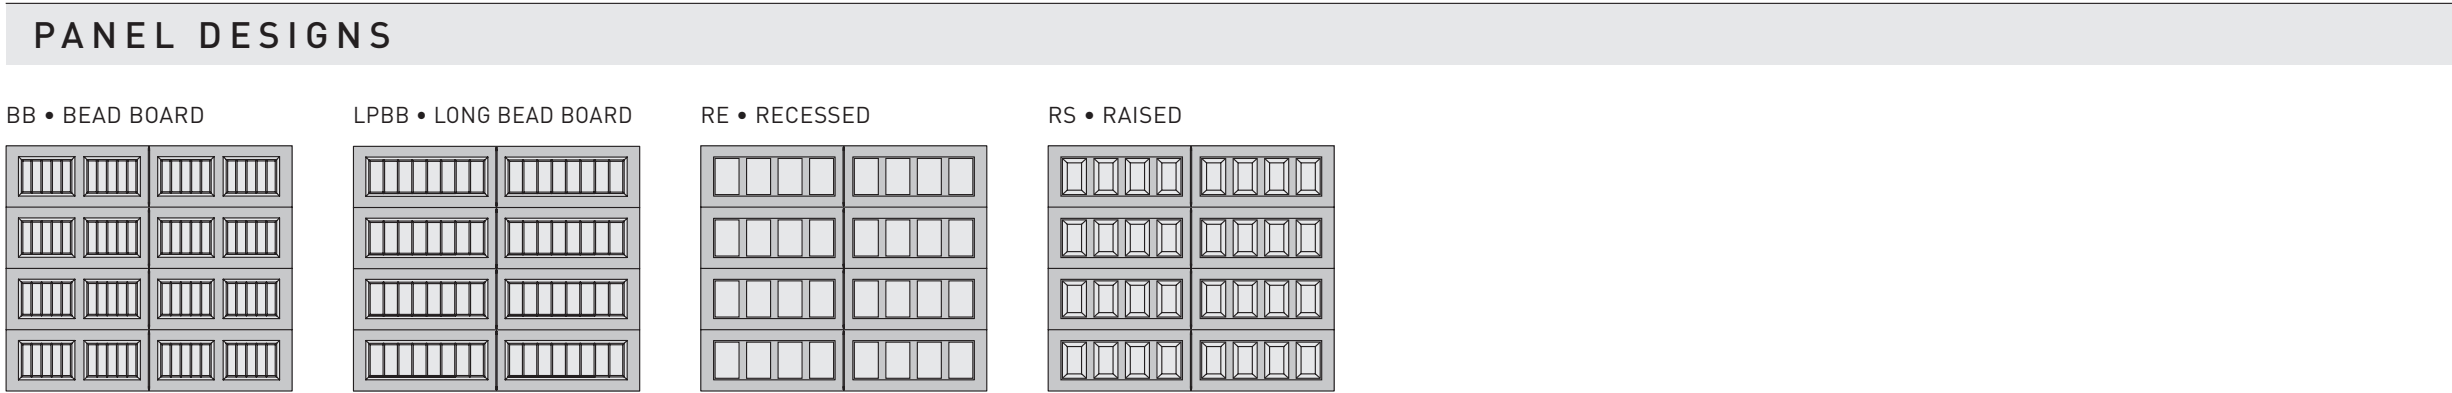 PANEL DESIGNS
BB • BEAD BOARD
LPBB • LONG BEAD BOARD
RE • RECESSED
RS • RAISED